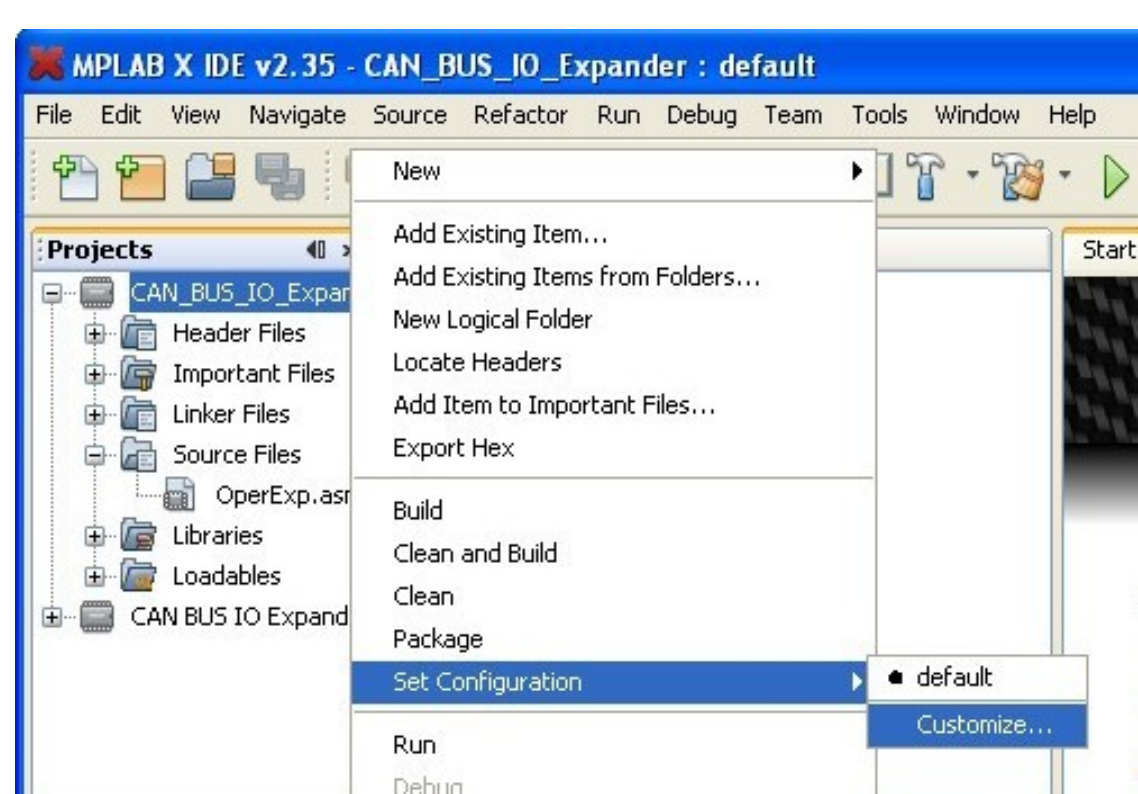 MPLAB X IDE v2.35 - CAN_BUS_IO_Expander : default
File Edit View Navigate Source Refactor Run Debug Team Tools Window Help
Projects
Start
CAN_BUS_IO_Expan
Header Files
Important Files
Linker Files
Source Files
OperExp.asm
Libraries
Loadables
CAN BUS IO Expand
New
Add Existing Item...
Add Existing Items from Folders...
New Logical Folder
Locate Headers
Add Item to Important Files...
Export Hex
Build
Clean and Build
Clean
Package
Set Configuration
Run
Debug
default
Customize...